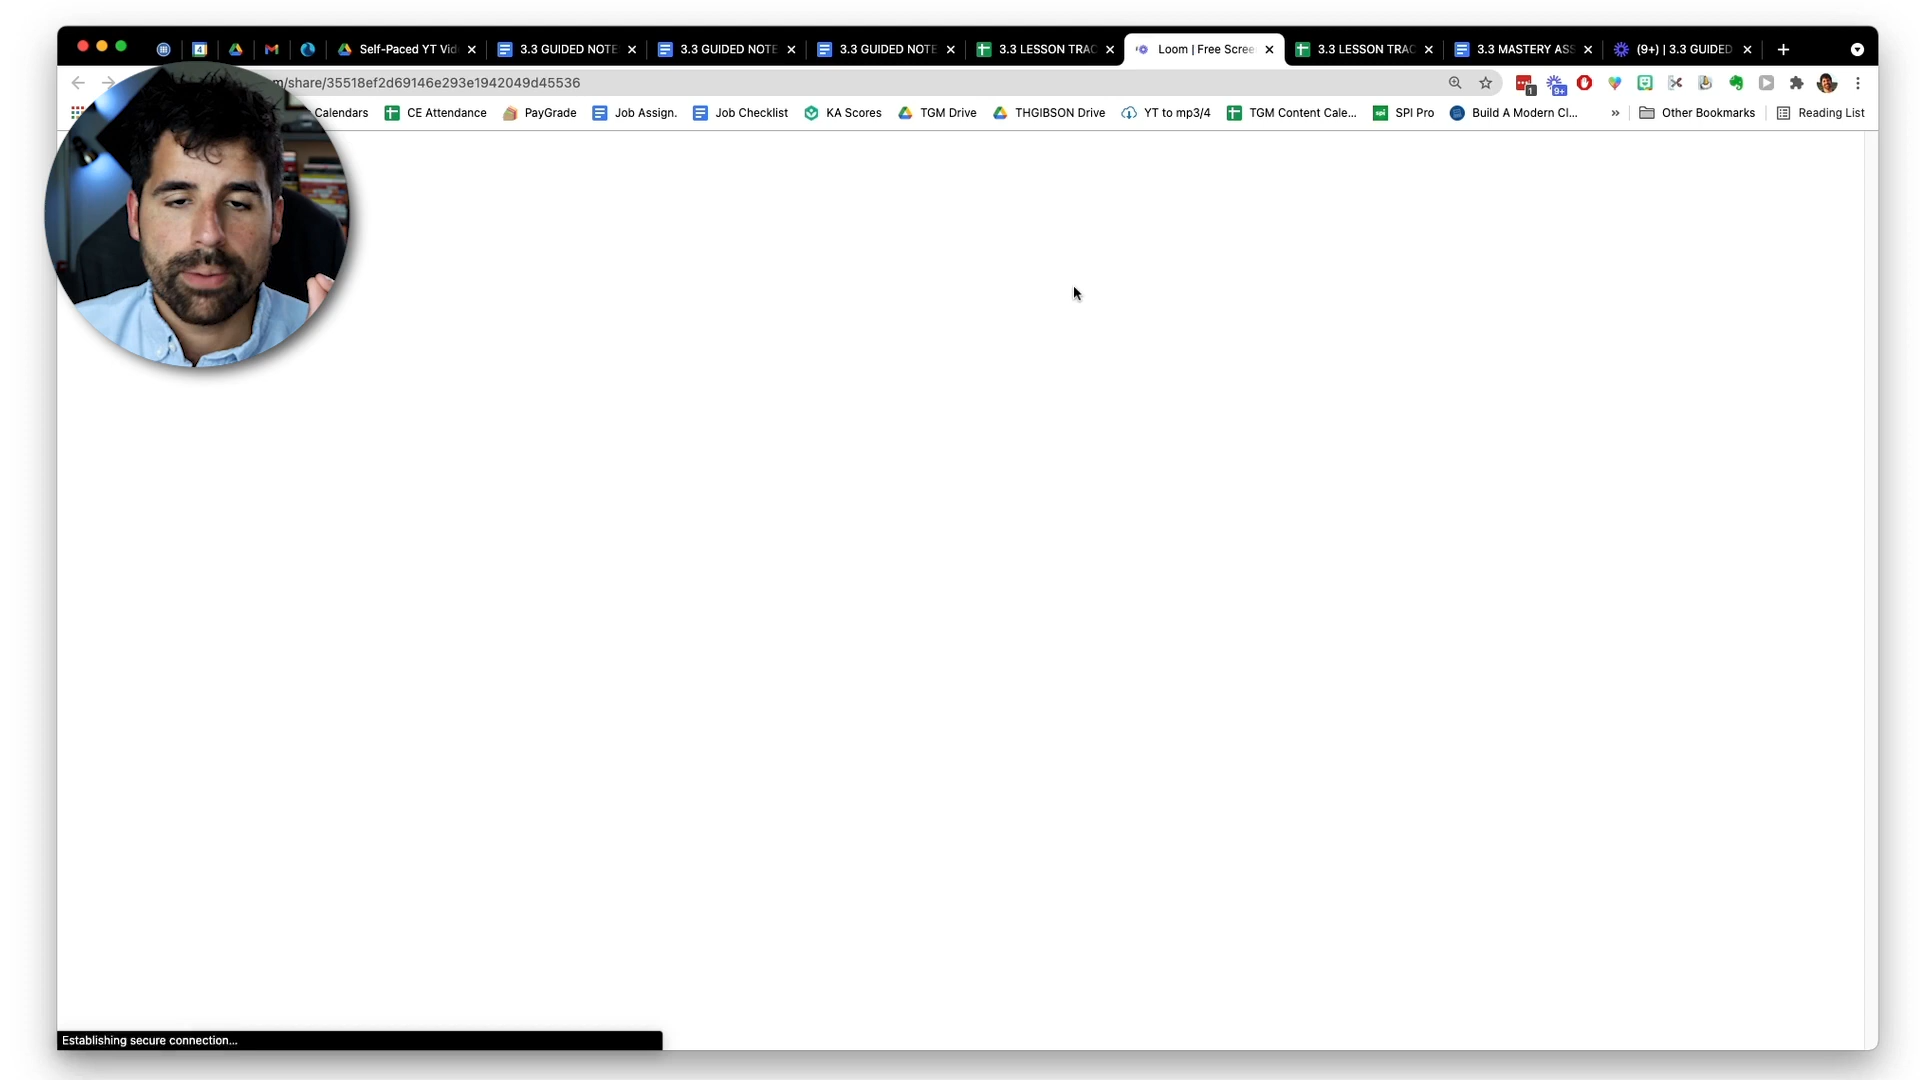 Self-Paced YT Vid
3.3 GUIDED NOTE
3.3 GUIDED NOTE
3.3 GUIDED NOTE
3.3 LESSON TRAC
Loom | Free Scree
3.3 LESSON TRAC
3.3 MASTERY ASS
(9+) | 3.3 GUIDED
/share/35518ef2d69146e293e1942049d45536
1
9+
Calendars
CE Attendance
PayGrade
Job Assign.
Job Checklist
KA Scores
TGM Drive
THGIBSON Drive
YT to mp3/4
TGM Content Cale...
spi
SPI Pro
Build A Modern Cl...
»
Other Bookmarks
Reading List
Establishing secure connection...